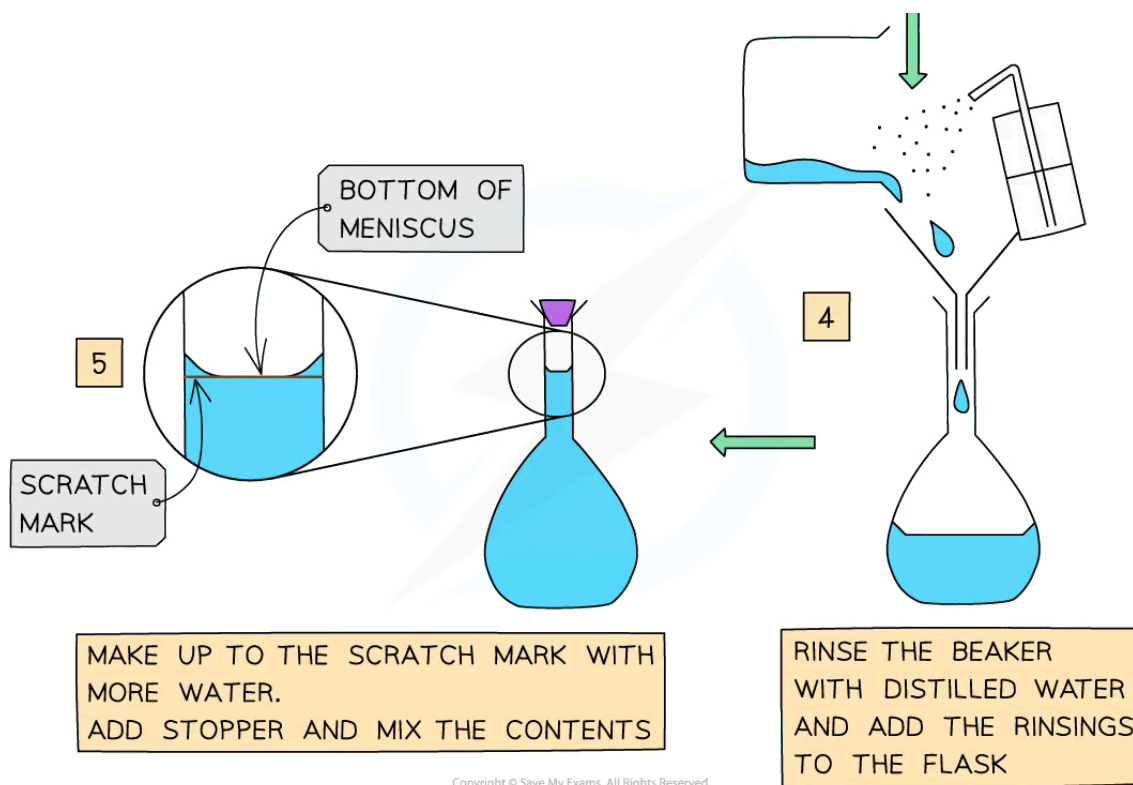 BOTTOM OF
MENISCUS
5
SCRATCH
MARK
4
MAKE UP TO THE SCRATCH MARK WITH
MORE WATER.
ADD STOPPER AND MIX THE CONTENTS
RINSE THE BEAKER
WITH DISTILLED WATER
AND ADD THE RINSINGS
TO THE FLASK
Copyright © Save My Exams. All Rights Reserved